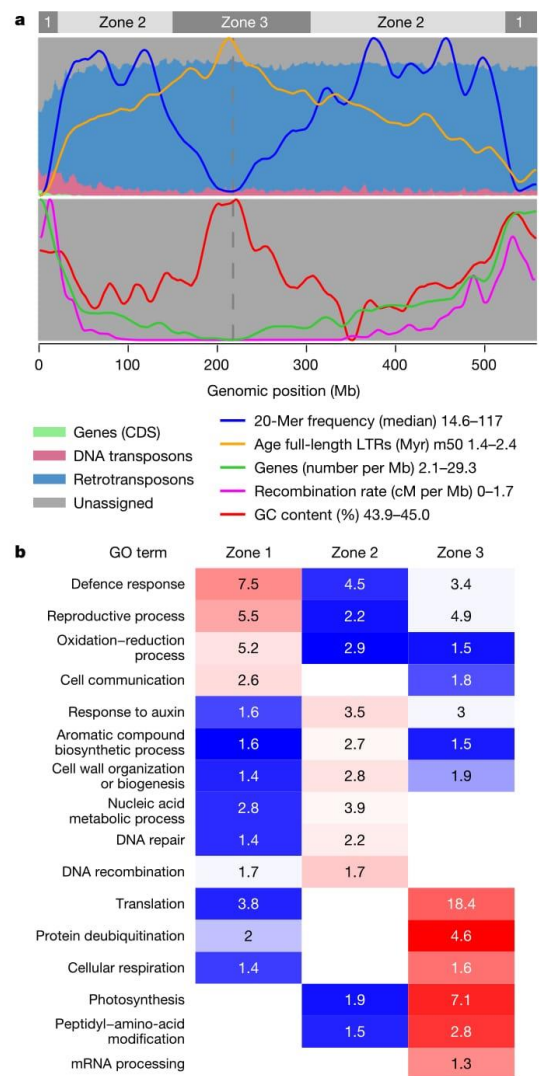 a
1 Zone 2 Zone 3 Zone 2 1
0 100 200 300 400 500
Genomic position (Mb)
Genes (CDS)
DNA transposons
Retrotransposons
Unassigned
20-Mer frequency (median) 14.6–117
Age full-length LTRs (Myr) m50 1.4–2.4
Genes (number per Mb) 2.1–29.3
Recombination rate (cM per Mb) 0–1.7
GC content (%) 43.9–45.0
b
GO term Zone 1 Zone 2 Zone 3
Defence response 7.5 4.5 3.4
Reproductive process 5.5 2.2 4.9
Oxidation–reduction
process 5.2 2.9 1.5
Cell communication 2.6 1.8
Response to auxin 1.6 3.5 3
Aromatic compound
biosynthetic process 1.6 2.7 1.5
Cell wall organization
or biogenesis 1.4 2.8 1.9
Nucleic acid
metabolic process 2.8 3.9
DNA repair 1.4 2.2
DNA recombination 1.7 1.7
Translation 3.8 18.4
Protein deubiquitination 2 4.6
Cellular respiration 1.4 1.6
Photosynthesis 1.9 7.1
Peptidyl–amino-acid
modification 1.5 2.8
mRNA processing 1.3